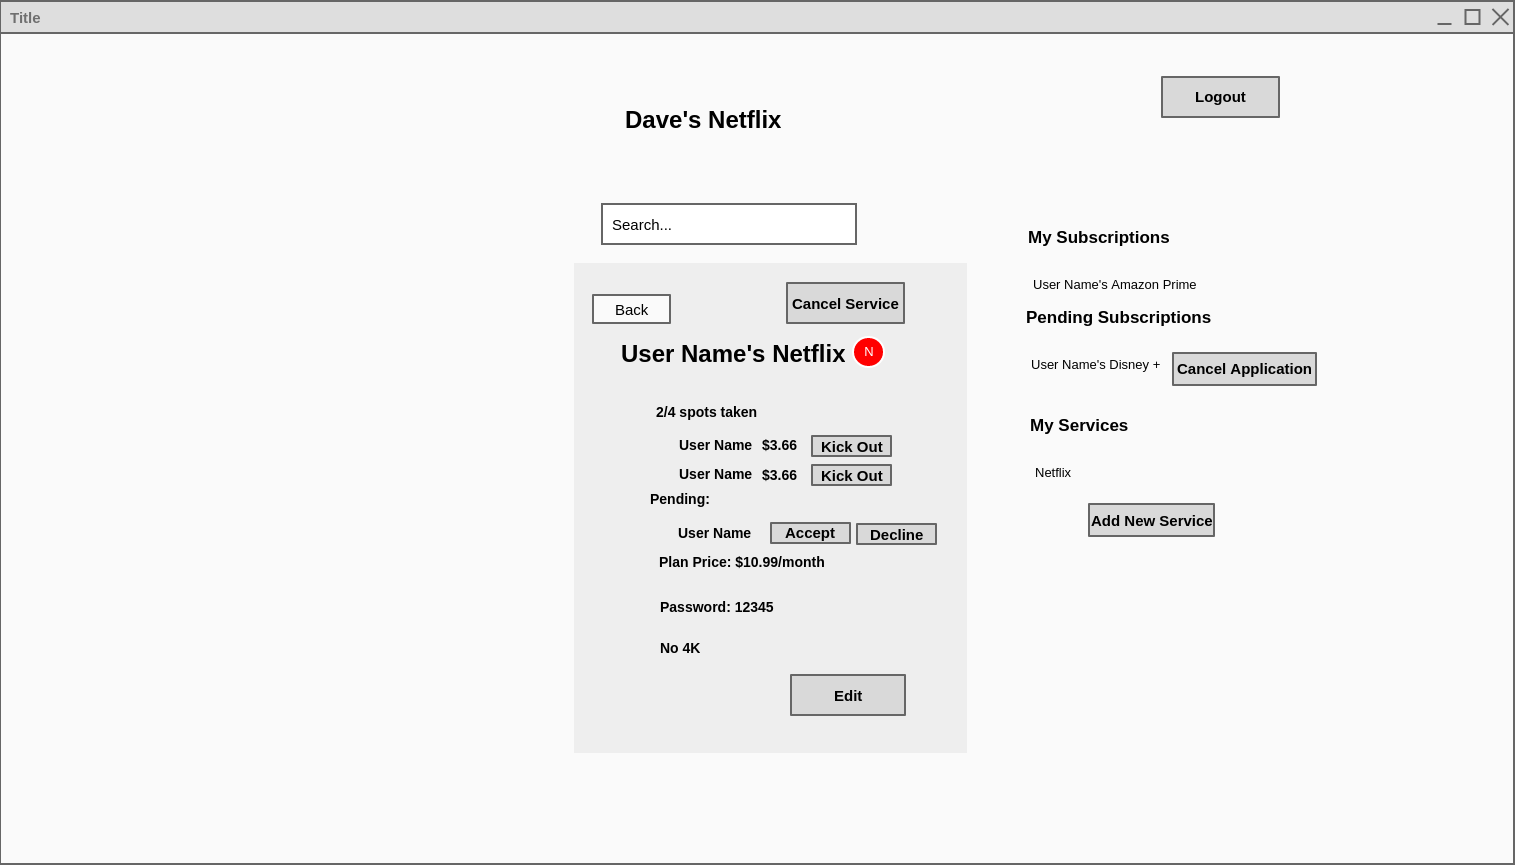 Title
Logout
Dave's Netflix
Search...
Back
Cancel Service
User Name's Netflix N
2/4 spots taken
User Name $3.66 Kick Out
User Name $3.66 Kick Out
Pending:
User Name Accept Decline
Plan Price: $10.99/month
Password: 12345
No 4K
Edit
My Subscriptions
User Name's Amazon Prime
Pending Subscriptions
User Name's Disney + Cancel Application
My Services
Netflix
Add New Service